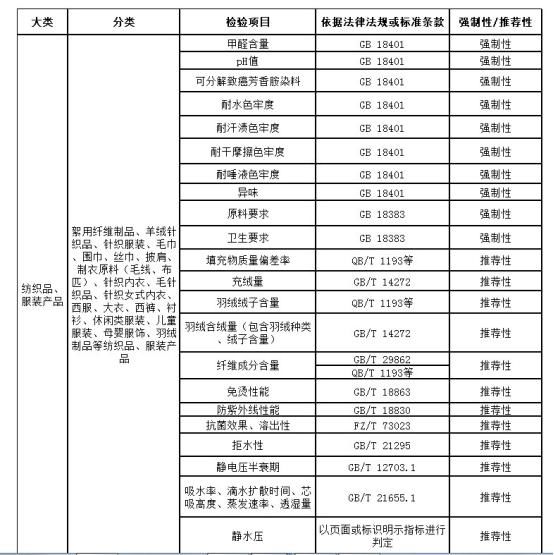 大类 分类 检验项目 依据法律法规或标准条款 强制性/推荐性
纺织品、
服装产品
絮用纤维制品、羊绒针
织品、针织服装、毛巾
、围巾、丝巾、披肩、
制衣原料（毛线、布
匹）、针织内衣、毛针
织品、针织女式内衣、
西服、大衣、西裤、衬
衫、休闲类服装、儿童
服装、母婴服饰、羽绒
制品等纺织品、服装产
品
甲醛含量 GB 18401 强制性
pH值 GB 18401 强制性
可分解致癌芳香胺染料 GB 18401 强制性
耐水色牢度 GB 18401 强制性
耐汗渍色牢度 GB 18401 强制性
耐干摩擦色牢度 GB 18401 强制性
耐唾液色牢度 GB 18401 强制性
异味 GB 18401 强制性
原料要求 GB 18383 强制性
卫生要求 GB 18383 强制性
填充物质量偏差率 QB/T 1193等 推荐性
充绒量 GB/T 14272 推荐性
羽绒绒子含量 QB/T 1193等 推荐性
羽绒含绒量（包含羽绒种类
、绒子含量） GB/T 14272 推荐性
纤维成分含量 GB/T 29862 推荐性
QB/T 1193等
免烫性能 GB/T 18863 推荐性
防紫外线性能 GB/T 18830 推荐性
抗菌效果、溶出性 FZ/T 73023 推荐性
拒水性 GB/T 21295 推荐性
静电压半衰期 GB/T 12703.1 推荐性
吸水率、滴水扩散时间、芯
吸高度、蒸发速率、透湿量 GB/T 21655.1 推荐性
静水压 以页面或标识明示指标进行
判定 推荐性